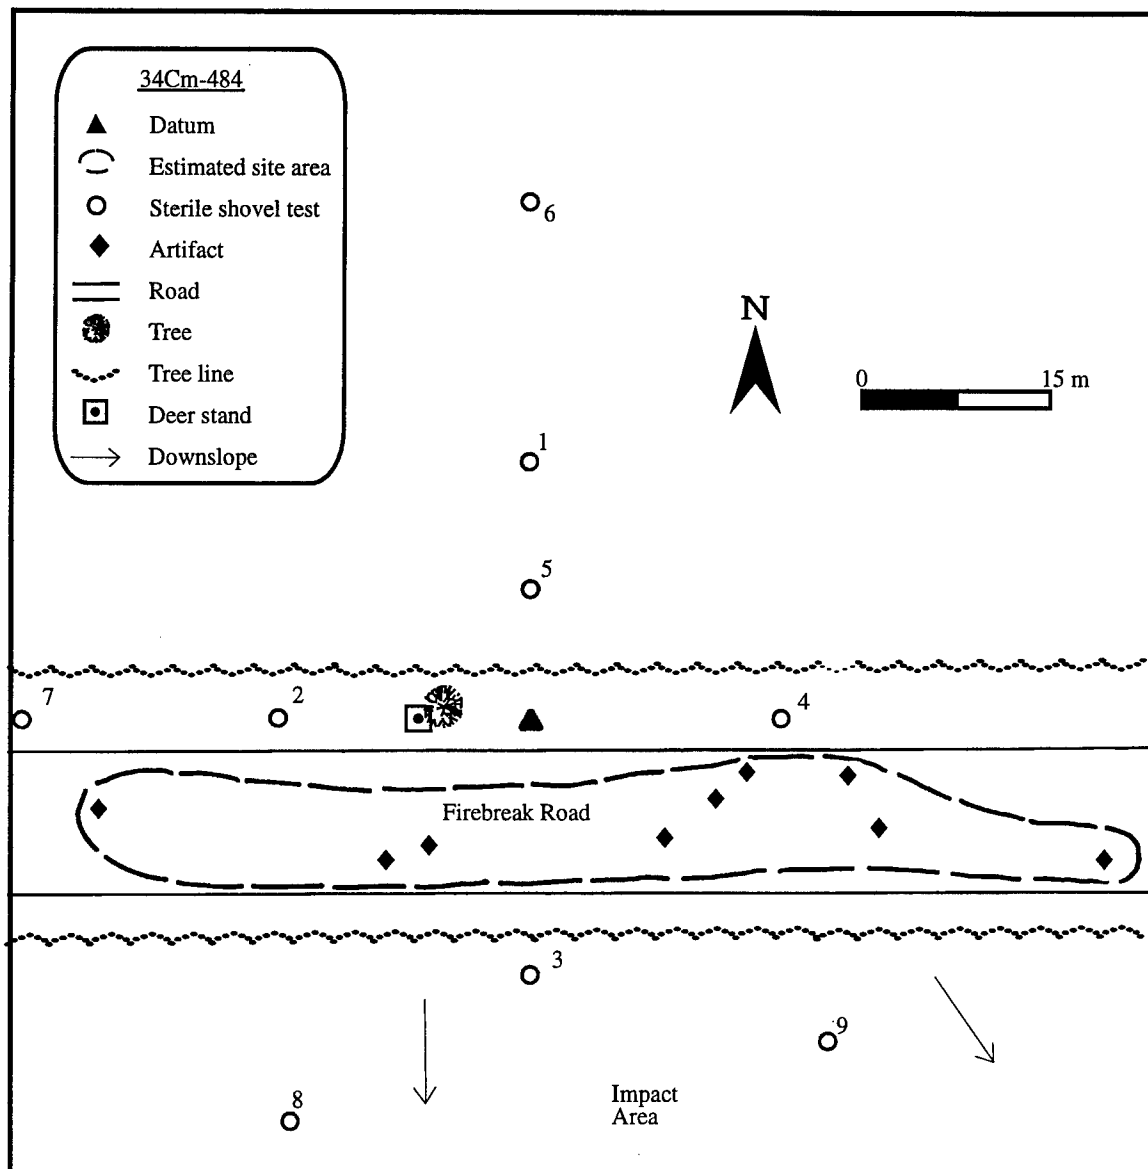 34Cm-484
Datum
Estimated site area
Sterile shovel test
Artifact
Road
Tree
Tree line
Deer stand
Downslope
6
N
0 15 m
1
5
7
2
4
Firebreak Road
3
9
8
Impact
Area